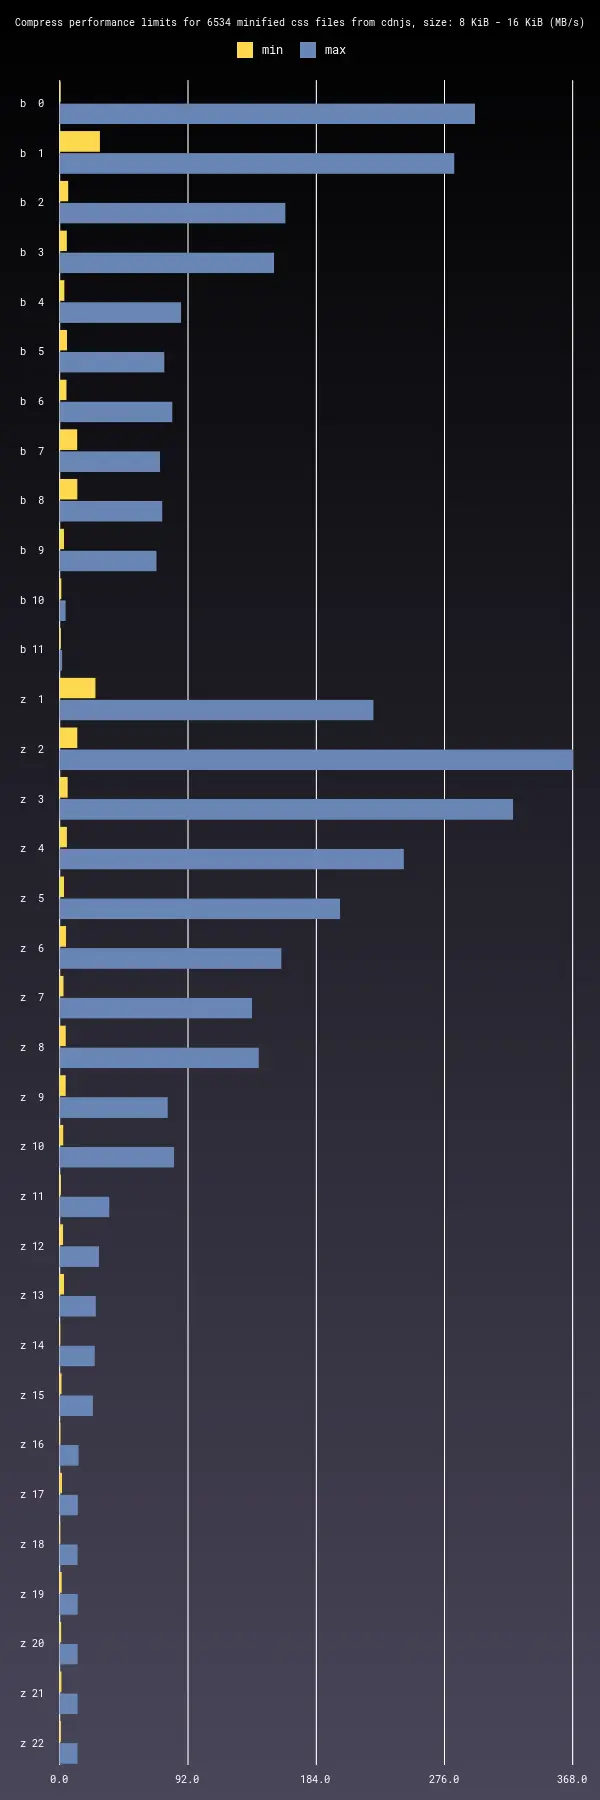 Compress performance limits for 6534 minified css files from cdnjs, size: 8 KiB - 16 KiB (MB/s)
min max
b 0
b 1
b 2
b 3
b 4
b 5
b 6
b 7
b 8
b 9
b 10
b 11
z 1
z 2
z 3
z 4
z 5
z 6
z 7
z 8
z 9
z 10
z 11
z 12
z 13
z 14
z 15
z 16
z 17
z 18
z 19
z 20
z 21
z 22
0.0 92.0 184.0 276.0 368.0